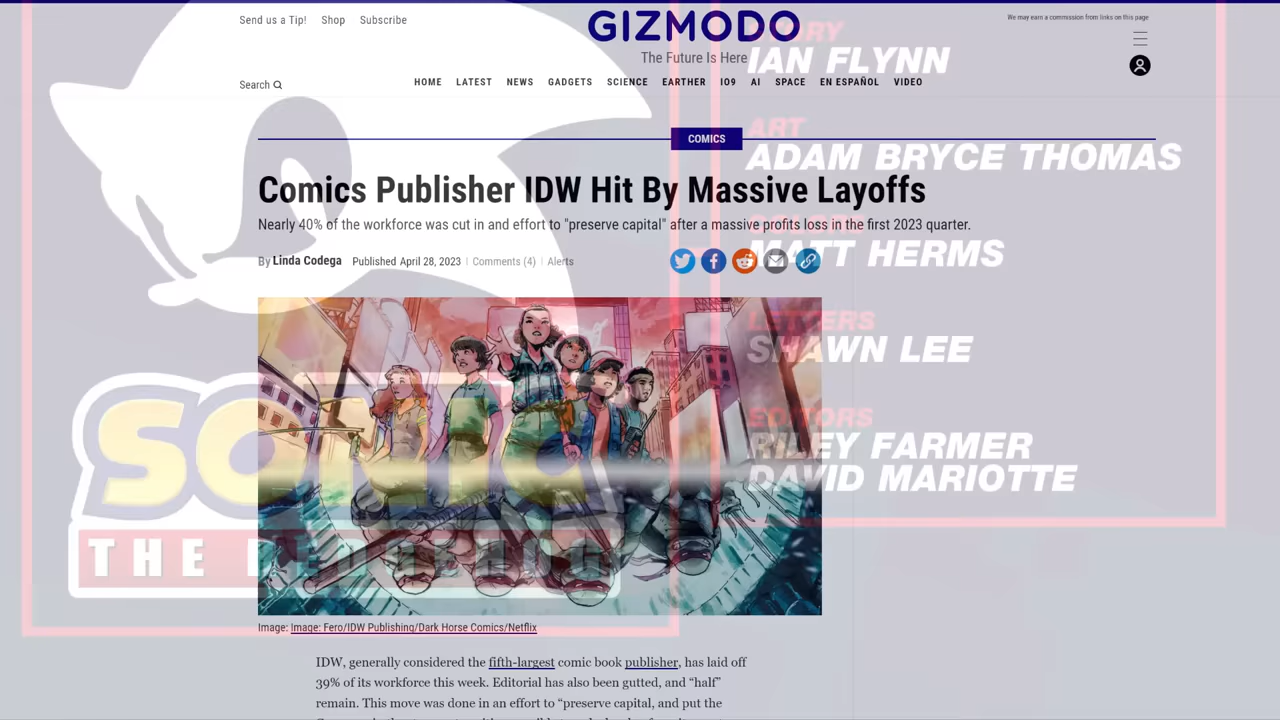 Send us a Tip! Shop Subscribe
GIZMODO
We may earn a commission from links on this page
The Future Is Here
Search
HOME LATEST NEWS GADGETS SCIENCE EARTHER IO9 AI SPACE EN ESPAÑOL VIDEO
COMICS
Comics Publisher IDW Hit By Massive Layoffs
Nearly 40% of the workforce was cut in and effort to "preserve capital" after a massive profits loss in the first 2023 quarter.
By Linda Codega Published April 28, 2023 Comments (4) Alerts
Image: Image: Fero/IDW Publishing/Dark Horse Comics/Netflix
IDW, generally considered the fifth-largest comic book publisher, has laid off
39% of its workforce this week. Editorial has also been gutted, and “half”
remain. This move was done in an effort to “preserve capital, and put the
STORY
IAN FLYNN
ART
ADAM BRYCE THOMAS
COLORS
MATT HERMS
LETTERS
SHAWN LEE
EDITORS
RILEY FARMER
DAVID MARIOTTE
SONIC
THE HEDGEHOG